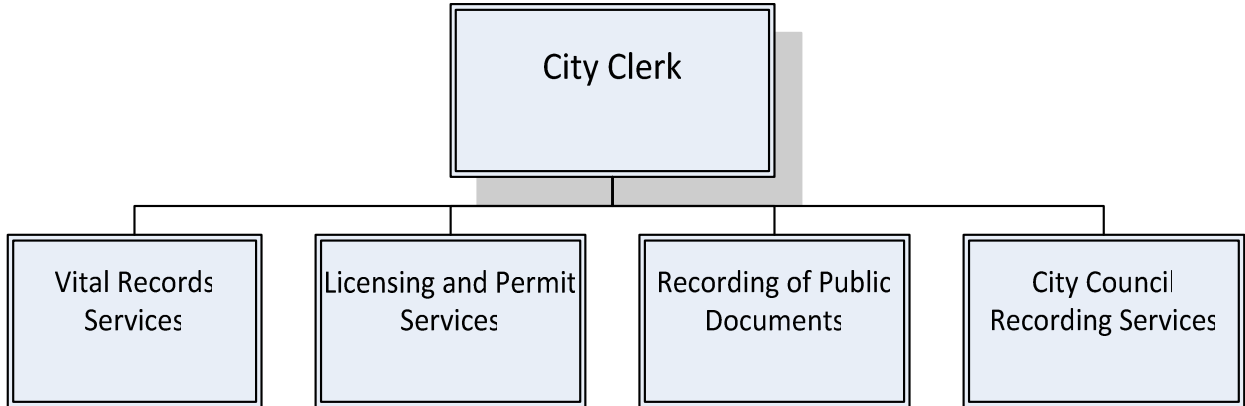 City Clerk
Vital Records
Services
Licensing and Permit
Services
Recording of Public
Documents
City Council
Recording Services